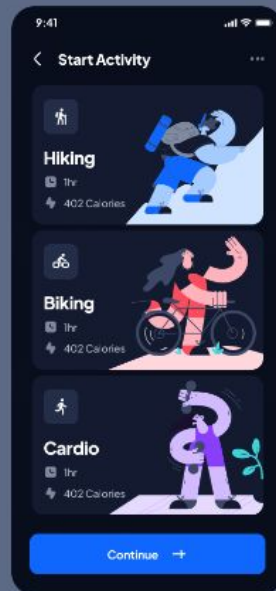 9:41
Start Activity
Hiking
1hr
402 Calories
Biking
1hr
402 Calories
Cardio
1hr
402 Calories
Continue